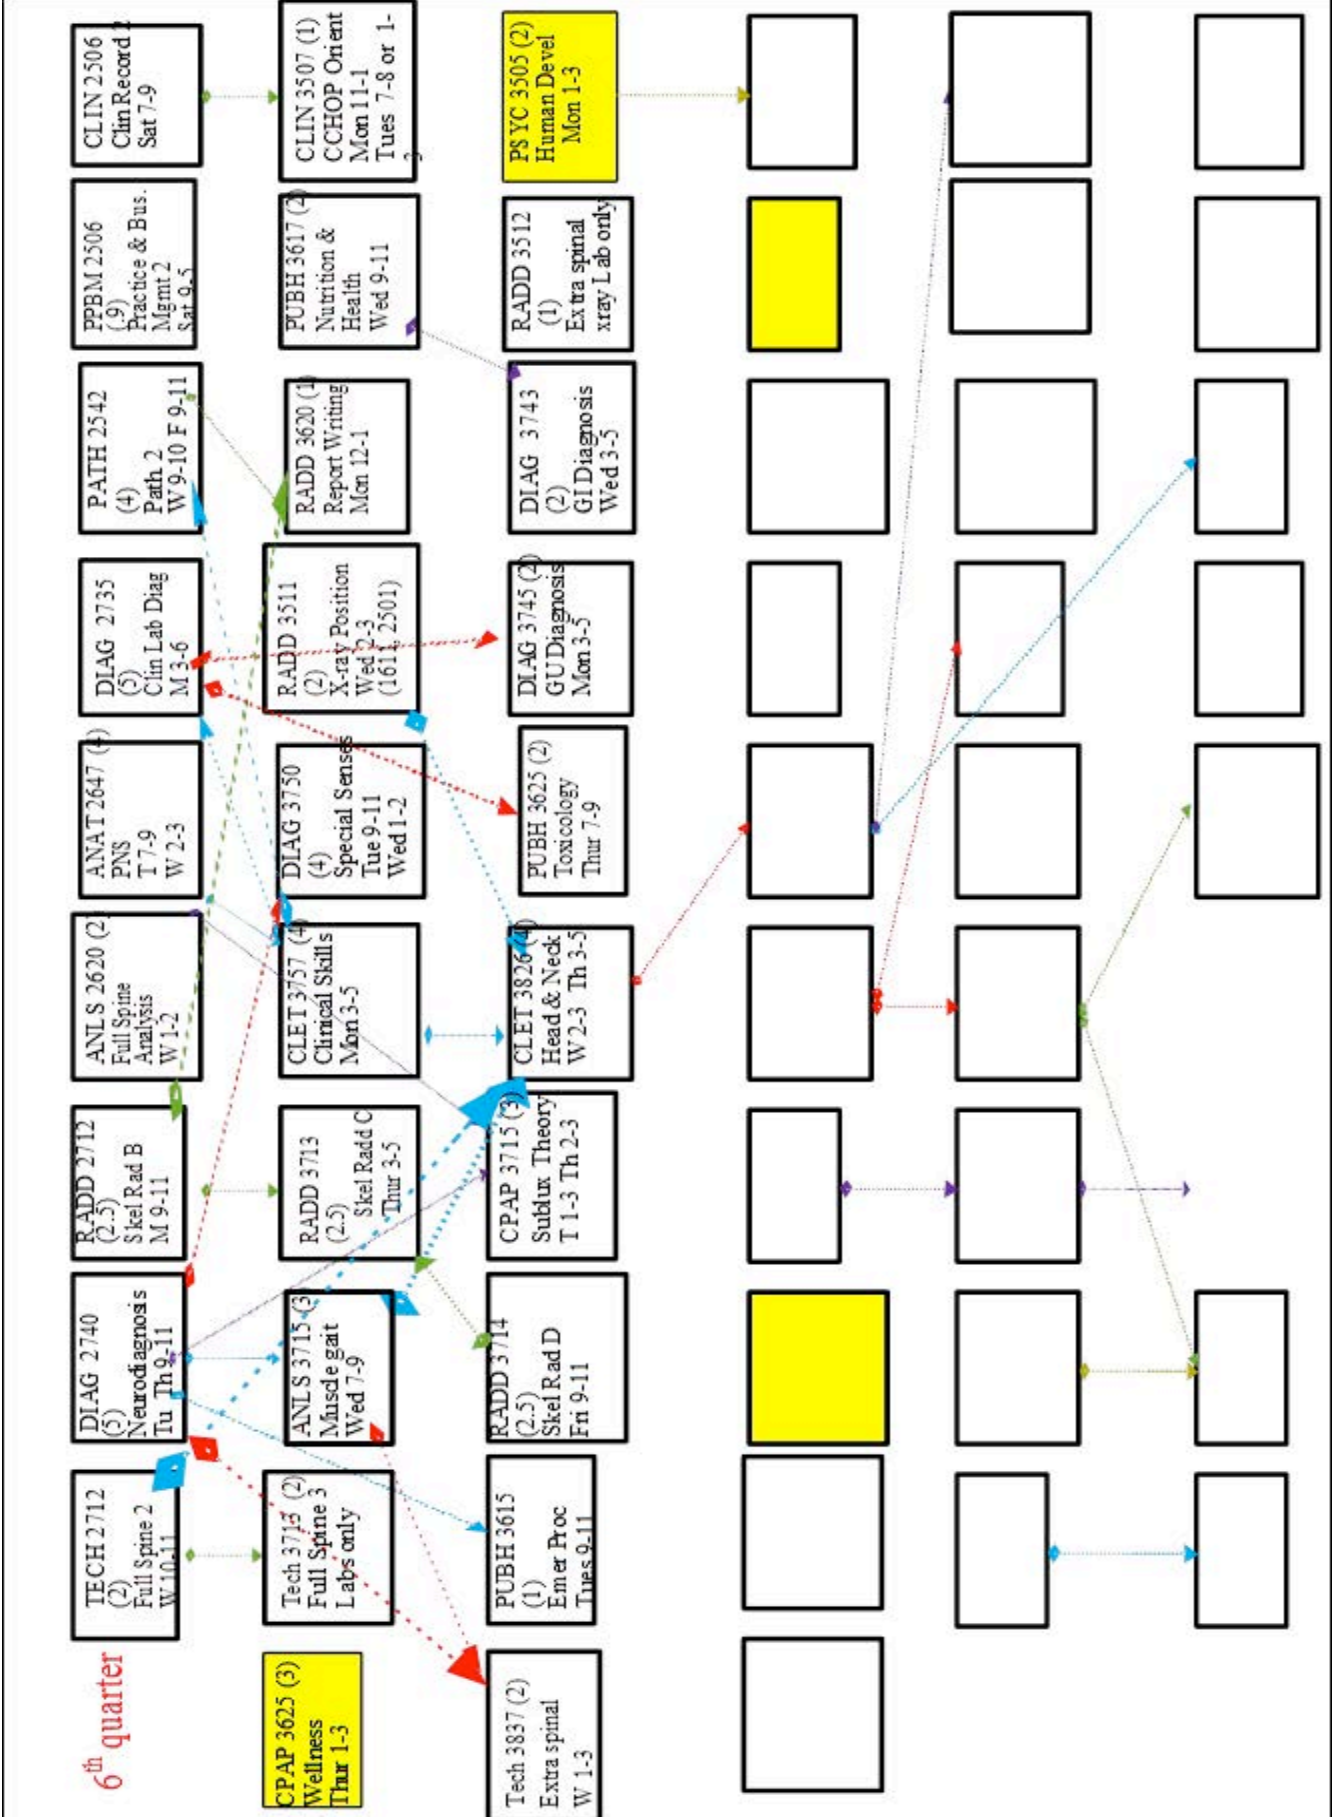 6th quarter
TECH 2712
(2)
Full Spine 2
W 10-11
DIAG 2740
(5)
Neurodiagnosis
Tu Th 9-11
RADD 2712
(2.5)
Skel Rad B
M 9-11
ANLS 2620 (2)
Full Spine
Analysis
W 1-2
ANAT 2647 (4)
PNS
T 7-9
W 2-3
DIAG 2735
(5)
Clin Lab Diag
M 3-6
PATH 2542
(4)
Path 2
W 9-10 F 9-11
PPBM 2506
(.9)
Practice & Bus.
Mgmt 2
Sat 9-5
CLIN 2506
Clin Record 2
Sat 7-9
CPAP 3625 (3)
Wellness
Thur 1-3
Tech 3713 (2)
Full Spine 3
Labs only
ANLS 3715 (3)
Muscle gait
Wed 7-9
RADD 3713
(2.5)
Skel Radd C
Thur 3-5
CLET 3757 (4)
Clinical Skills
Mon 3-5
DIAG 3750
(4)
Special Senses
Tue 9-11
Wed 1-2
RADD 3511
(2)
X-ray Position
Wed 2-3
(1611, 2501)
RADD 3620 (1)
Report Writing
Mon 12-1
PUBH 3617 (2)
Nutrition &
Health
Wed 9-11
CLIN 3507 (1)
CCHOP Orient
Mon 11-1
Tues 7-8 or 1-
3
Tech 3837 (2)
Extra spinal
W 1-3
PUBH 3615
(1)
Emer Proc
Tues 9-11
RADD 3714
(2.5)
Skel Rad D
Fri 9-11
CPAP 3715 (3)
Sublux Theory
T 1-3 Th 2-3
CLET 3826 (4)
Head & Neck
W 2-3 Th 3-5
PUBH 3625 (2)
Toxicology
Thur 7-9
DIAG 3745 (2)
GU Diagnosis
Mon 3-5
DIAG 3743
(2)
GI Diagnosis
Wed 3-5
RADD 3512
(1)
Extra spinal
xray Lab only
PSYC 3505 (2)
Human Devel
Mon 1-3